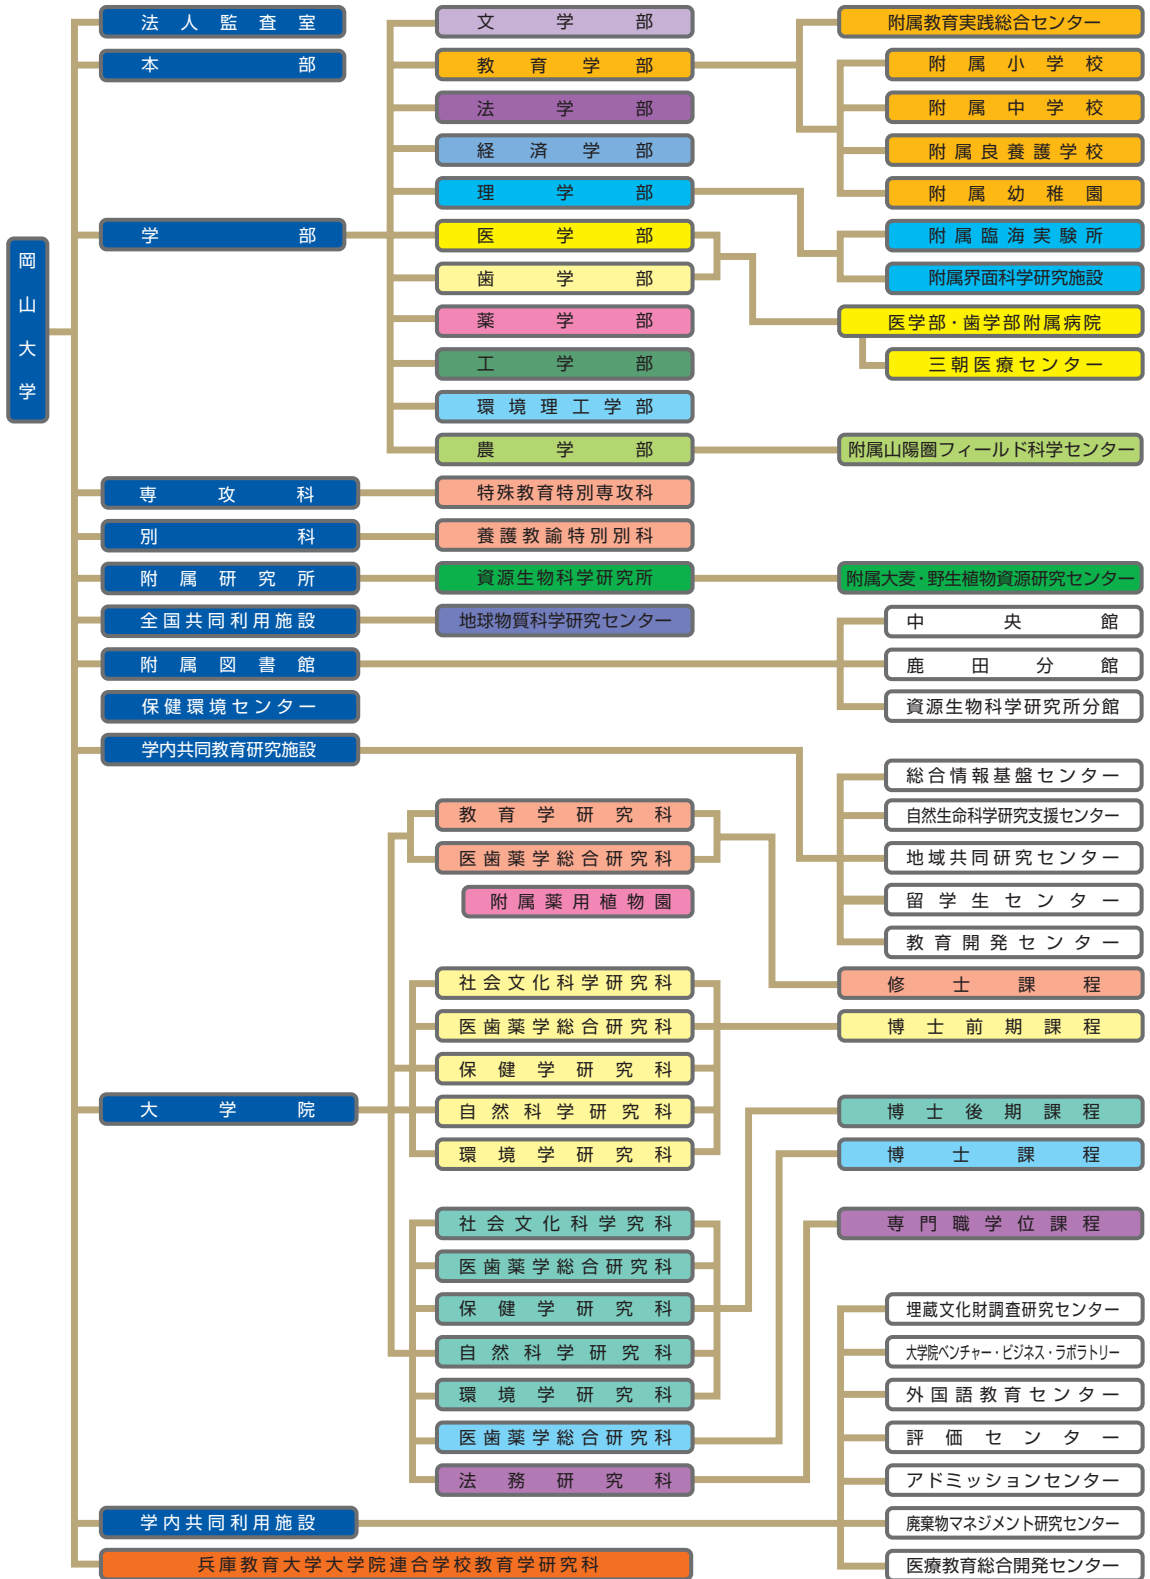 岡山大学
法人監査室
本部
学部
文学部
教育学部
法学部
経済学部
理学部
医学部
歯学部
薬学部
工学部
環境理工学部
農学部
附属教育実践総合センター
附属小学校
附属中学校
附属良養護学校
附属幼稚園
附属臨海実験所
附属界面科学研究施設
医学部・歯学部附属病院
三朝医療センター
附属山陽圏フィールド科学センター
専攻科
特殊教育特別専攻科
別科
養護教諭特別別科
附属研究所
資源生物科学研究所
附属大麦・野生植物資源研究センター
全国共同利用施設
地球物質科学研究センター
附属図書館
中央館
鹿田分館
資源生物科学研究所分館
保健環境センター
学内共同教育研究施設
総合情報基盤センター
自然生命科学研究支援センター
地域共同研究センター
留学生センター
教育開発センター
大学院
教育学研究科
医歯薬学総合研究科
附属薬用植物園
修士課程
社会文化科学研究科
医歯薬学総合研究科
保健学研究科
自然科学研究科
環境学研究科
博士前期課程
博士後期課程
博士課程
社会文化科学究科
医歯薬学総合研究科
保健学研究科
自然科学研究科
環境学研究科
医歯薬学総合研究科
法務研究科
専門職学位課程
学内共同利用施設
埋蔵文化財調査研究センター
大学院ベンチャー・ビジネス・ラボラトリー
外国語教育センター
評価センター
アドミッションセンター
廃棄物マネジメント研究センター
医療教育総合開発センター
兵庫教育大学大学院連合学校教育学研究科